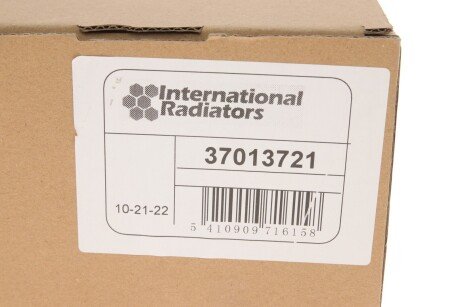 International
Radiators
37013721
10-21-22
5 410909 716158